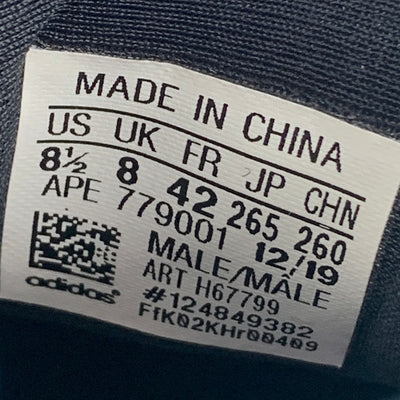 MADE IN CHINA
US UK FR JP CHN
8½ 8 42 265 260
APE 779001 12/19
MALE/MÂLE
ART H67799
#124849382
FfK02KHr00409
adidas®